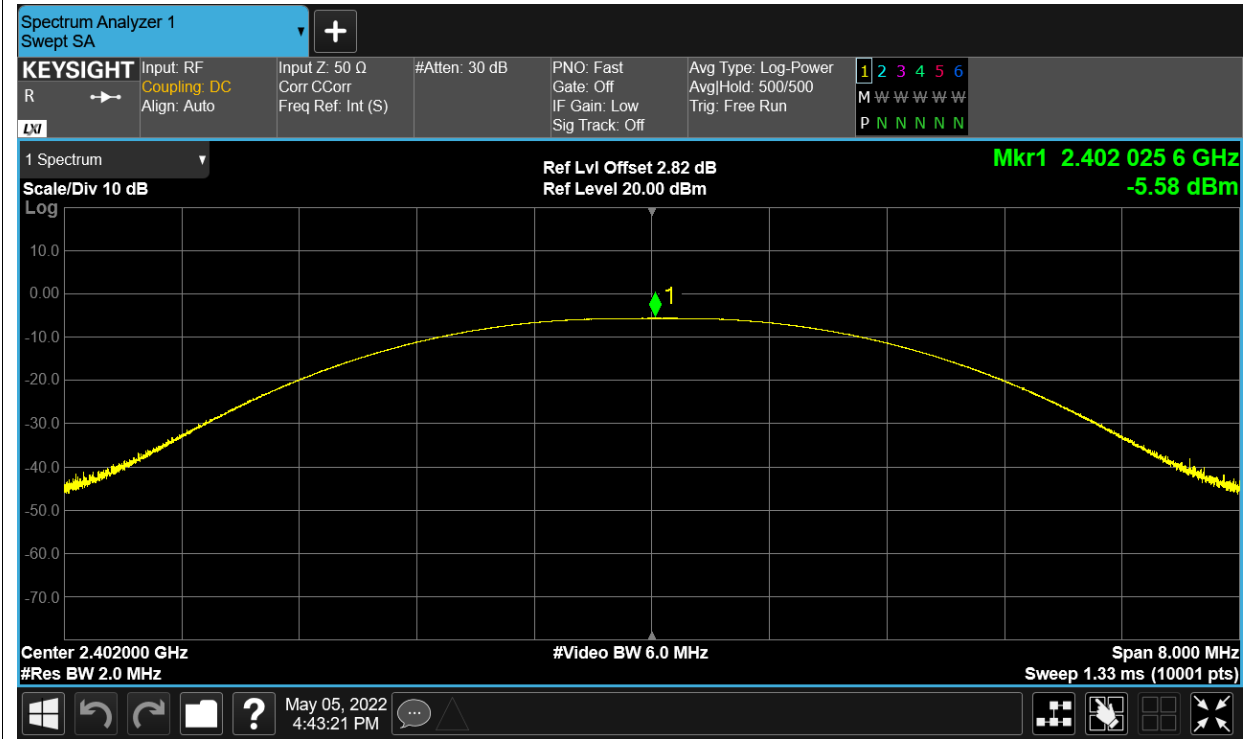 Spectrum Analyzer 1
Swept SA
KEYSIGHT
R
LXI
Input: RF
Coupling: DC
Align: Auto
Input Z: 50 Ω
Corr CCorr
Freq Ref: Int (S)
#Atten: 30 dB
PNO: Fast
Gate: Off
IF Gain: Low
Sig Track: Off
Avg Type: Log-Power
Avg|Hold: 500/500
Trig: Free Run
1 2 3 4 5 6
M W W W W W
P N N N N N
1 Spectrum
Scale/Div 10 dB
Log
Ref Lvl Offset 2.82 dB
Ref Level 20.00 dBm
Mkr1 2.402 025 6 GHz
-5.58 dBm
10.0
0.00
-10.0
-20.0
-30.0
-40.0
-50.0
-60.0
-70.0
1
Center 2.402000 GHz
#Res BW 2.0 MHz
#Video BW 6.0 MHz
Span 8.000 MHz
Sweep 1.33 ms (10001 pts)
?
May 05, 2022
4:43:21 PM